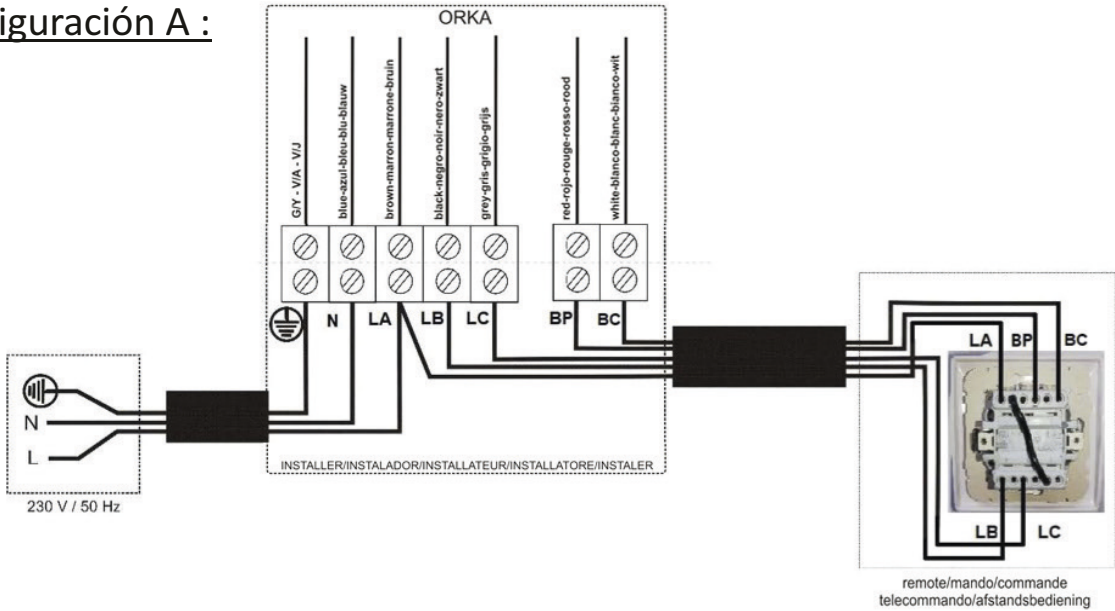 iguración A :
ORKA
G/Y - V/A - V/J
blue-azul-bleu-blu-blauw
brown-marron-marrone-bruin
black-negro-noir-nero-zwart
grey-gris-grigio-grijs
red-rojo-rouge-rosso-rood
white-blanco-blanc-bianco-wit
N
LA
LB
LC
BP
BC
LA
BP
BC
N
L
INSTALLER/INSTALADOR/INSTALLATEUR/INSTALLATORE/INSTALER
230 V / 50 Hz
LB
LC
remote/mando/commande
telecommando/afstandsbediening